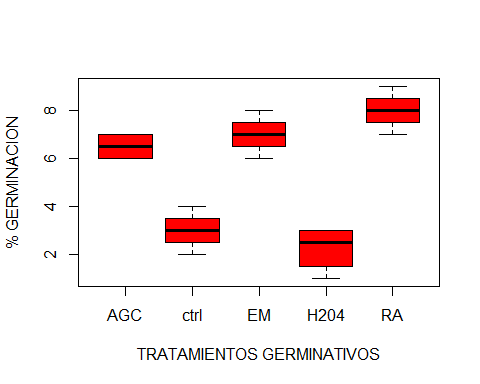 % GERMINACION
8
6
4
2
AGC ctrl EM H204 RA
TRATAMIENTOS GERMINATIVOS